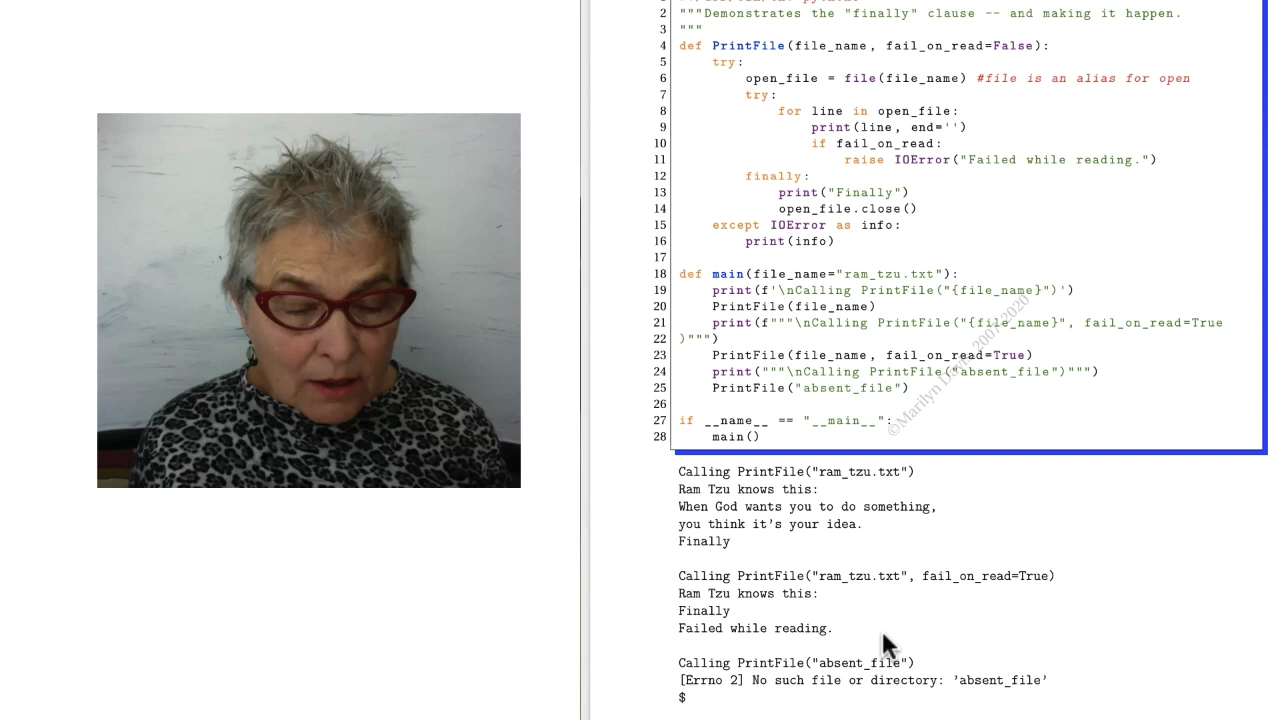 2 """Demonstrates the "finally" clause -- and making it happen.
3 """
4 def PrintFile(file_name, fail_on_read=False):
5     try:
6         open_file = file(file_name) #file is an alias for open
7         try:
8             for line in open_file:
9                 print(line, end='')
10                if fail_on_read:
11                    raise IOError("Failed while reading.")
12        finally:
13            print("Finally")
14            open_file.close()
15    except IOError as info:
16        print(info)
17
18 def main(file_name="ram_tzu.txt"):
19    print(f'\nCalling PrintFile("{file_name}")')
20    PrintFile(file_name)
21    print(f"""\nCalling PrintFile("{file_name}", fail_on_read=True
22 )""")
23    PrintFile(file_name, fail_on_read=True)
24    print("""\nCalling PrintFile("absent_file")""")
25    PrintFile("absent_file")
26
27 if __name__ == "__main__":
28    main()
Calling PrintFile("ram_tzu.txt")
Ram Tzu knows this:
When God wants you to do something,
you think it's your idea.
Finally
Calling PrintFile("ram_tzu.txt", fail_on_read=True)
Ram Tzu knows this:
Finally
Failed while reading.
Calling PrintFile("absent_file")
[Errno 2] No such file or directory: 'absent_file'
$